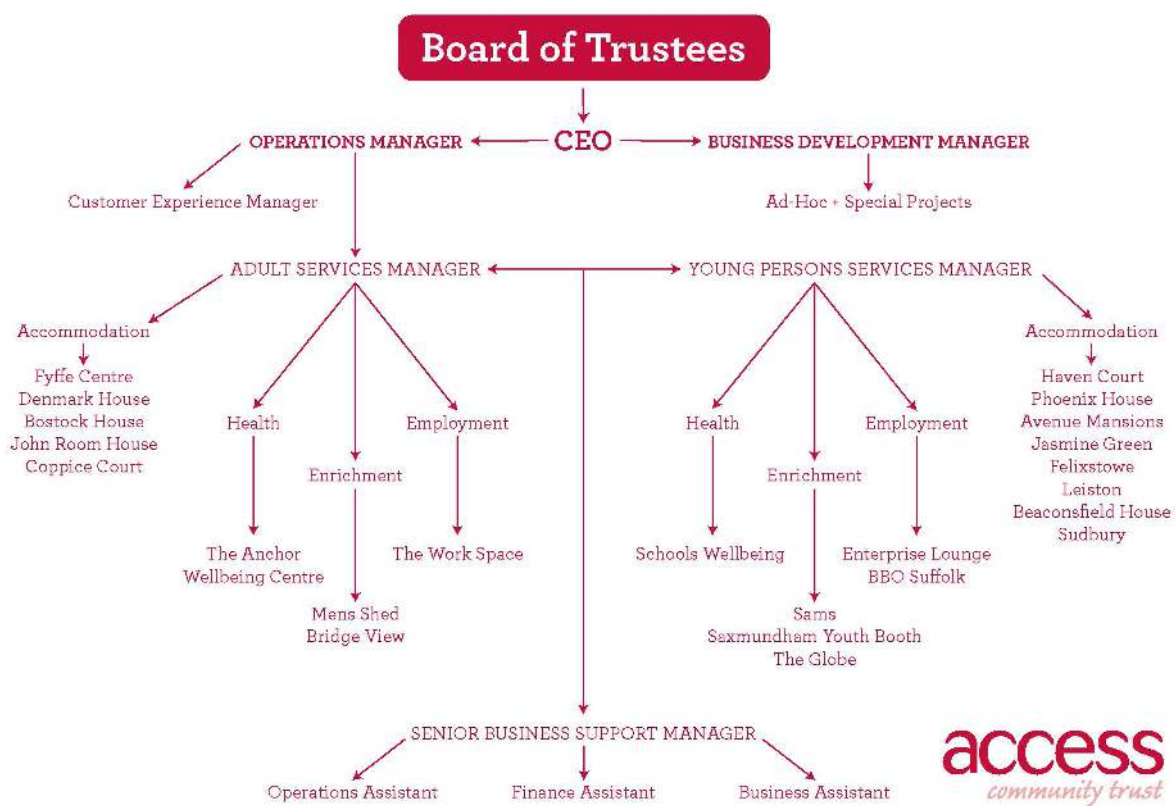 Board of Trustees
OPERATIONS MANAGER
CEO
BUSINESS DEVELOPMENT MANAGER
Customer Experience Manager
Ad-Hoc + Special Projects
ADULT SERVICES MANAGER
YOUNG PERSONS SERVICES MANAGER
Accommodation
Fyffe Centre
Denmark House
Bostock House
John Room House
Coppice Court
Health
Enrichment
Employment
The Anchor
Wellbeing Centre
Mens Shed
Bridge View
The Work Space
Health
Enrichment
Employment
Schools Wellbeing
Sams
Saxmundham Youth Booth
The Globe
Enterprise Lounge
BBO Suffolk
Accommodation
Haven Court
Phoenix House
Avenue Mansions
Jasmine Green
Felixstowe
Leiston
Beaconsfield House
Sudbury
SENIOR BUSINESS SUPPORT MANAGER
Operations Assistant
Finance Assistant
Business Assistant
access
community trust